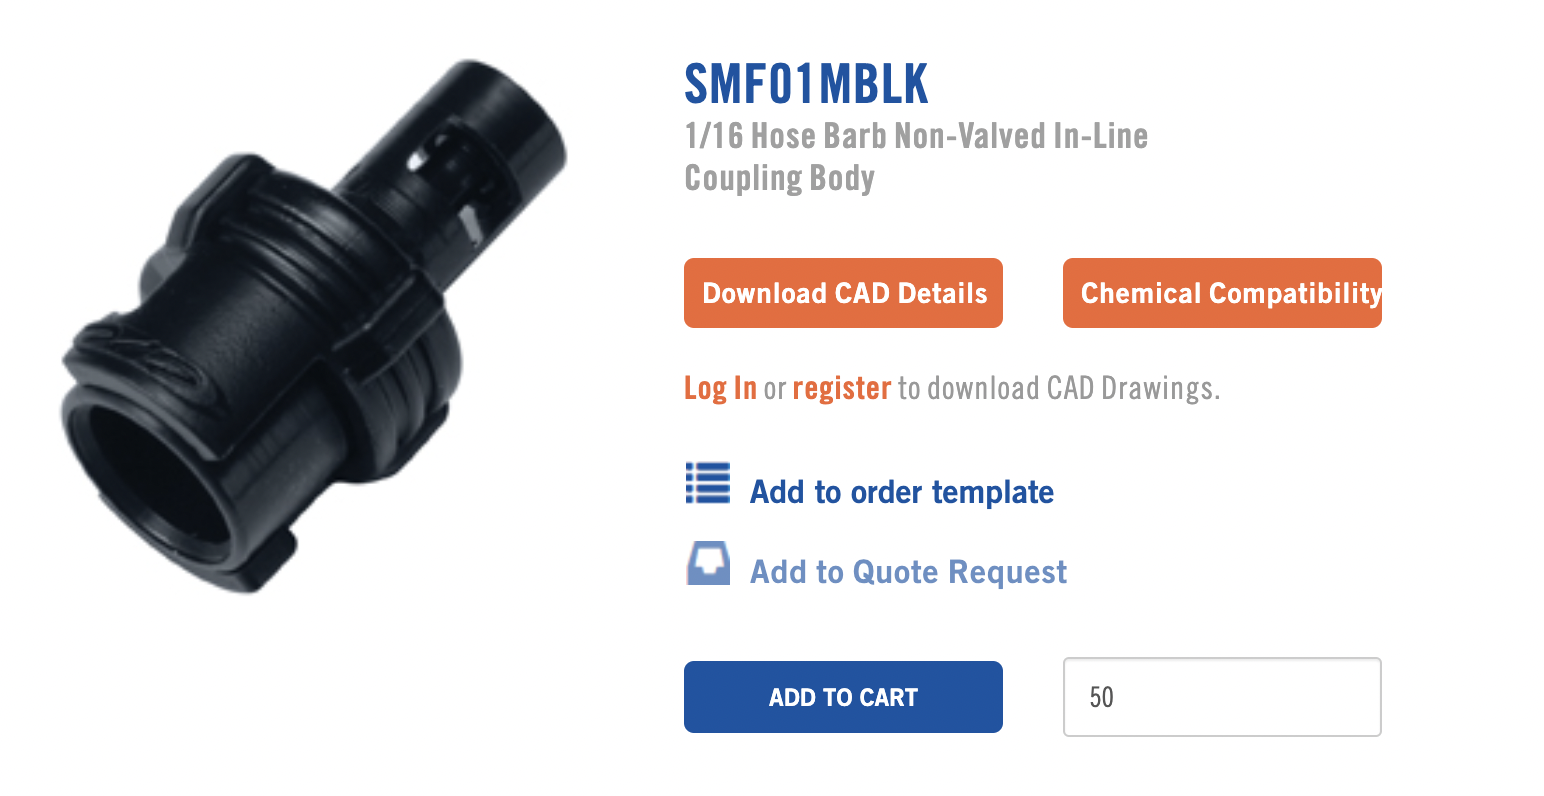 SMF01MBLK
1/16 Hose Barb Non-Valved In-Line
Coupling Body
Download CAD Details
Chemical Compatibility
Log In or register to download CAD Drawings.
Add to order template
Add to Quote Request
ADD TO CART
50